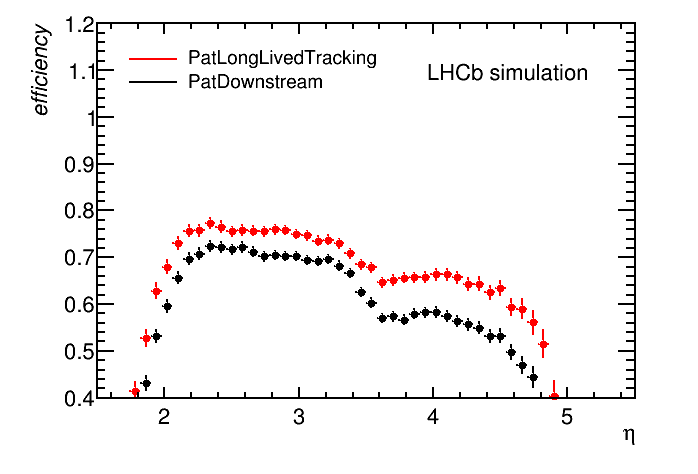 efficiency
1.2
1.1
1
0.9
0.8
0.7
0.6
0.5
0.4
PatLongLivedTracking
PatDownstream
LHCb simulation
2 3 4 5
η